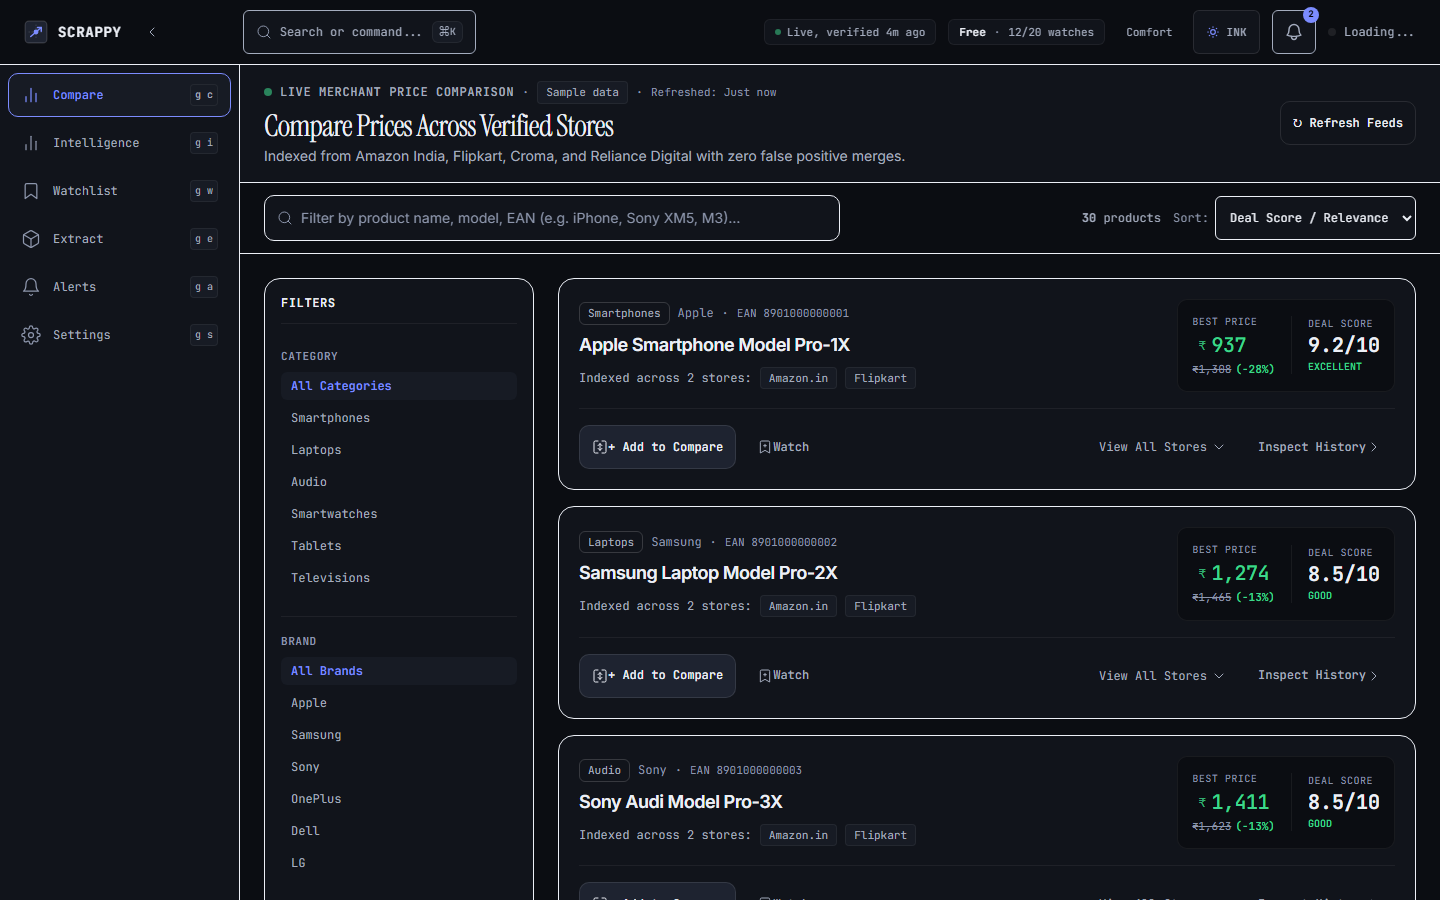 SCRAPPY
Search or command... ⌘K
Live, verified 4m ago
Free · 12/20 watches
Comfort
INK
2
Loading...
Compare g c
Intelligence g i
Watchlist g w
Extract g e
Alerts g a
Settings g s
LIVE MERCHANT PRICE COMPARISON · Sample data · Refreshed: Just now
Compare Prices Across Verified Stores
Indexed from Amazon India, Flipkart, Croma, and Reliance Digital with zero false positive merges.
↻ Refresh Feeds
Filter by product name, model, EAN (e.g. iPhone, Sony XM5, M3)...
30 products Sort: Deal Score / Relevance
FILTERS
CATEGORY
All Categories
Smartphones
Laptops
Audio
Smartwatches
Tablets
Televisions
BRAND
All Brands
Apple
Samsung
Sony
OnePlus
Dell
LG
Smartphones Apple · EAN 8901000000001
Apple Smartphone Model Pro-1X
Indexed across 2 stores: Amazon.in Flipkart
BEST PRICE
₹ 937
₹1,308 (-28%)
DEAL SCORE
9.2/10
EXCELLENT
+ Add to Compare
Watch
View All Stores
Inspect History
Laptops Samsung · EAN 8901000000002
Samsung Laptop Model Pro-2X
Indexed across 2 stores: Amazon.in Flipkart
BEST PRICE
₹ 1,274
₹1,465 (-13%)
DEAL SCORE
8.5/10
GOOD
+ Add to Compare
Watch
View All Stores
Inspect History
Audio Sony · EAN 8901000000003
Sony Audi Model Pro-3X
Indexed across 2 stores: Amazon.in Flipkart
BEST PRICE
₹ 1,411
₹1,623 (-13%)
DEAL SCORE
8.5/10
GOOD